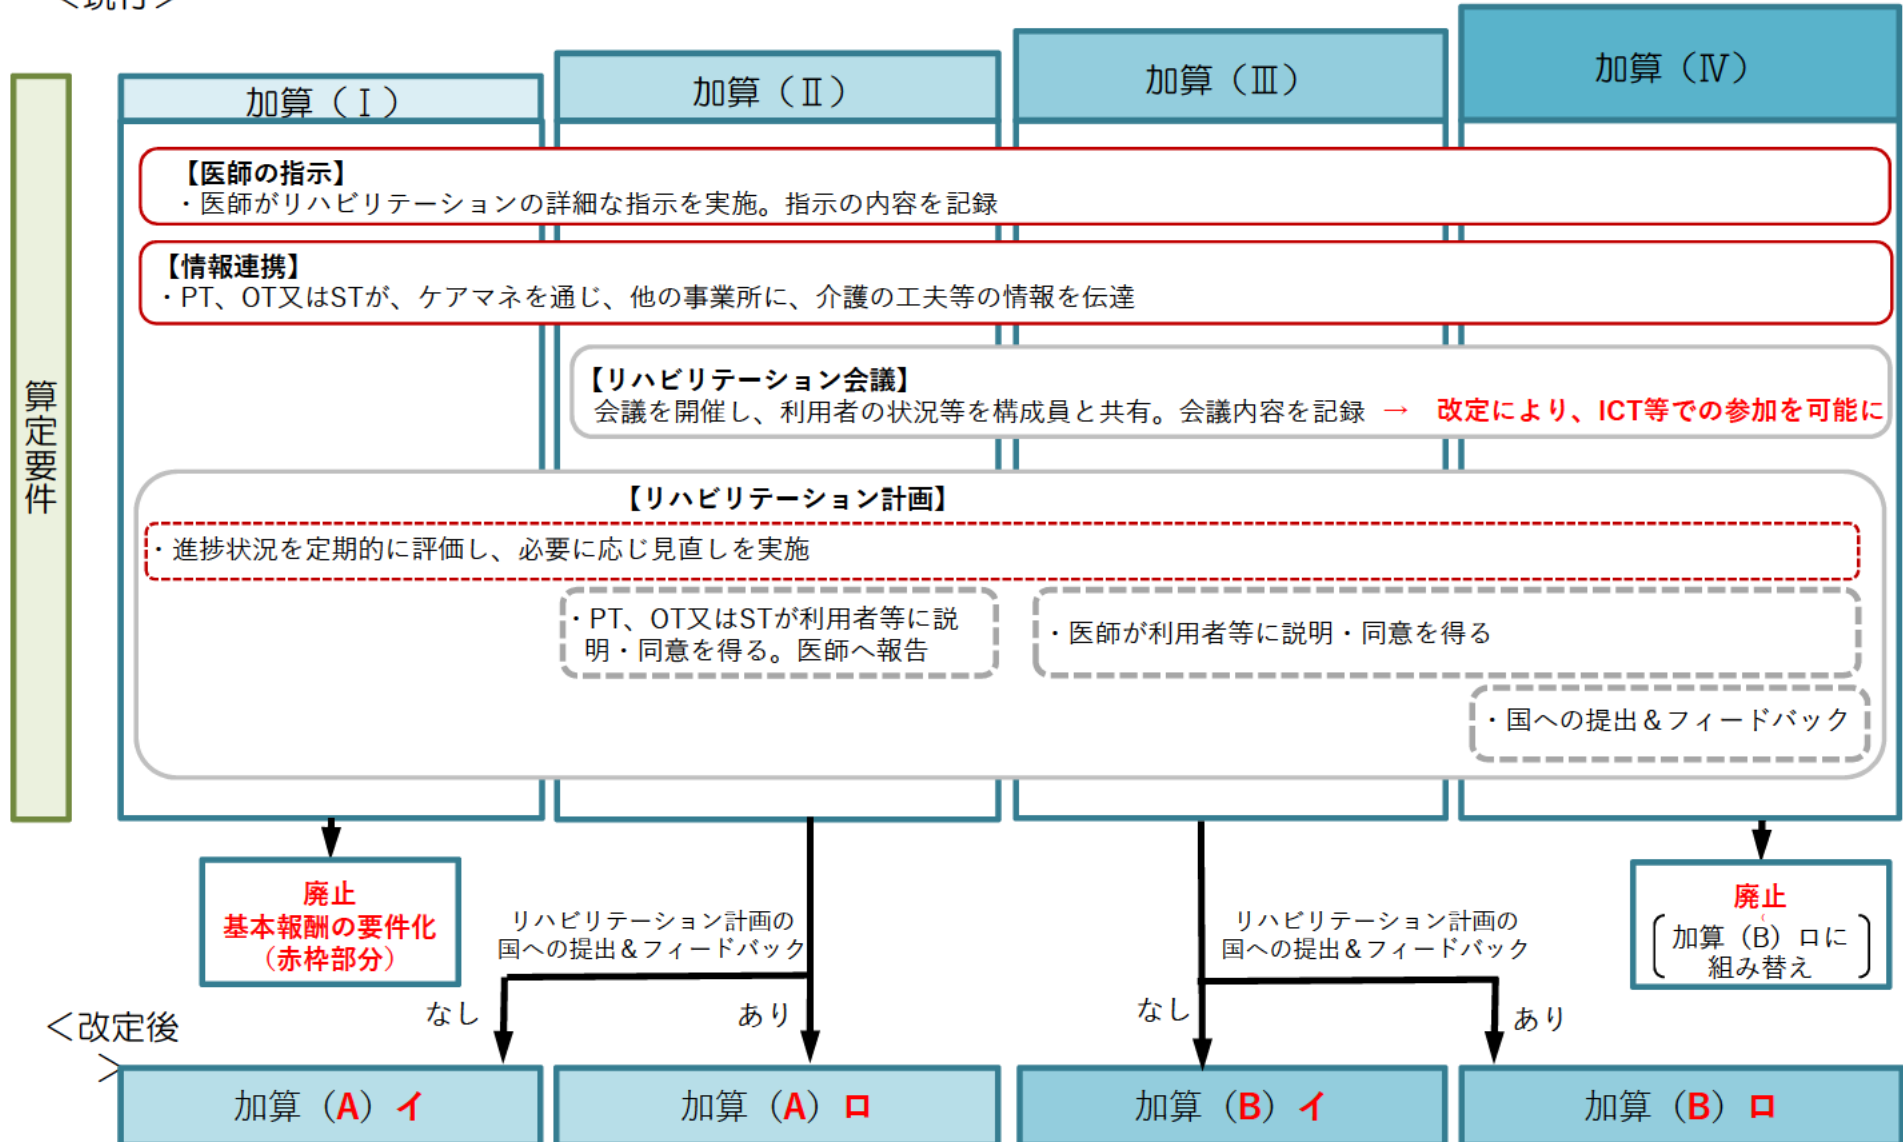 ＜現行＞
加算（Ⅰ）
加算（Ⅱ）
加算（Ⅲ）
加算（Ⅳ）
算定要件
【医師の指示】
・医師がリハビリテーションの詳細な指示を実施。指示の内容を記録
【情報連携】
・PT、OT又はSTが、ケアマネを通じ、他の事業所に、介護の工夫等の情報を伝達
【リハビリテーション会議】
会議を開催し、利用者の状況等を構成員と共有。会議内容を記録 → 改定により、ICT等での参加を可能に
【リハビリテーション計画】
・進捗状況を定期的に評価し、必要に応じ見直しを実施
・PT、OT又はSTが利用者等に説
明・同意を得る。医師へ報告
・医師が利用者等に説明・同意を得る
・国への提出＆フィードバック
廃止
基本報酬の要件化
（赤枠部分）
リハビリテーション計画の
国への提出＆フィードバック
なし
あり
リハビリテーション計画の
国への提出＆フィードバック
なし
あり
廃止
加算（B）ロに
組み替え
＜改定後
＞
加算（A）イ
加算（A）ロ
加算（B）イ
加算（B）ロ